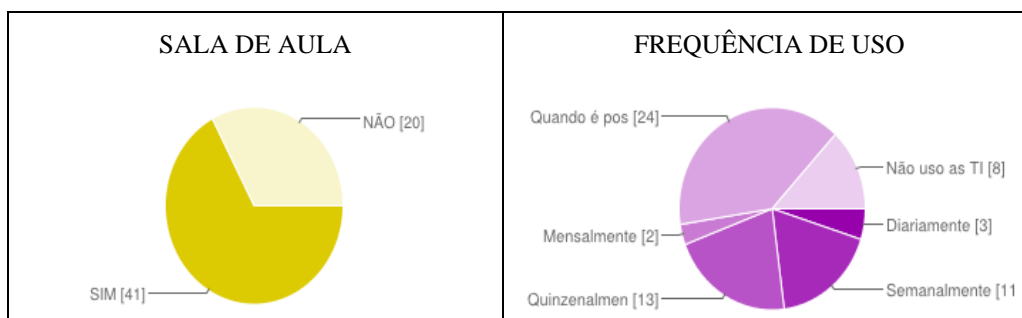 SALA DE AULA
NÃO [20]
SIM [41]
FREQUÊNCIA DE USO
Quando é pos [24]
Não uso as TI [8]
Mensalmente [2]
Diariamente [3]
Quinzenalmen [13]
Semanalmente [11